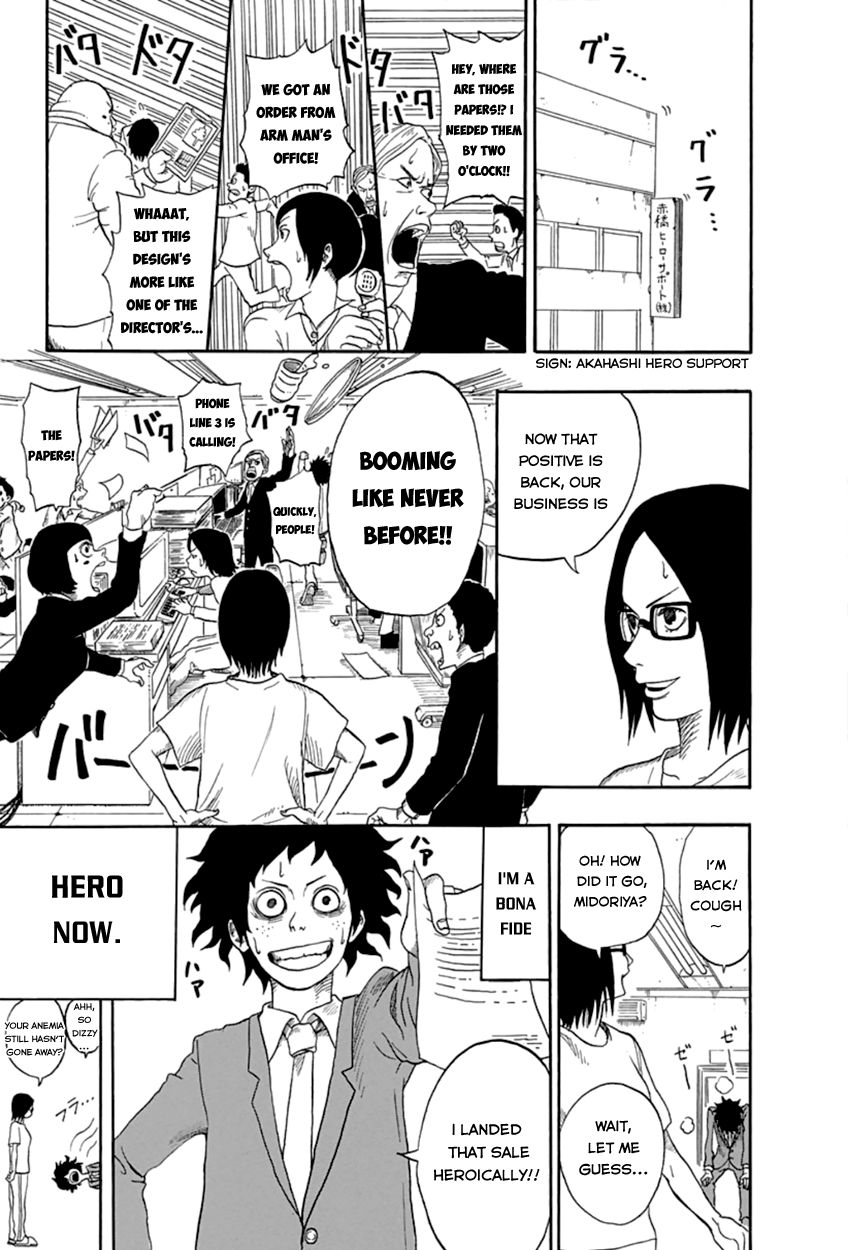 グラ…
グラ…
赤橋ヒーローサポート(株)
SIGN: AKAHASHI HERO SUPPORT
HEY, WHERE
ARE THOSE
PAPERS!? I
NEEDED THEM
BY TWO
O'CLOCK!!
バタ
WE GOT AN
ORDER FROM
ARM MAN'S
OFFICE!
ドタ
ドタ
バタ
WHAAAT,
BUT THIS
DESIGN'S
MORE LIKE
ONE OF THE
DIRECTOR'S...
NOW THAT
POSITIVE IS
BACK, OUR
BUSINESS IS
BOOMING
LIKE NEVER
BEFORE!!
バタ
QUICKLY,
PEOPLE!
PHONE
LINE 3 IS
CALLING!
バタ
THE
PAPERS!
バーーーン
I'M
BACK!
COUGH
~
OH! HOW
DID IT GO,
MIDORIYA?
ゼー
ゼー
WAIT,
LET ME
GUESS...
I'M A
BONA
FIDE
ハァ
ハァ
HERO
NOW.
I LANDED
THAT SALE
HEROICALLY!!
AHH,
SO
DIZZY
...
YOUR ANEMIA
STILL HASN'T
GONE AWAY?
フラ…